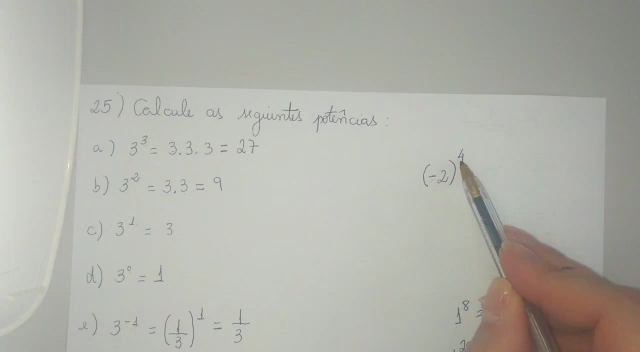 25) Calcule as seguintes potências:
a) 3³ = 3.3.3 = 27
b) 3² = 3.3 = 9
c) 3¹ = 3
d) 3⁰ = 1
e) 3⁻¹ = (1/3)¹ = 1/3
(-2)⁴
1⁸ =